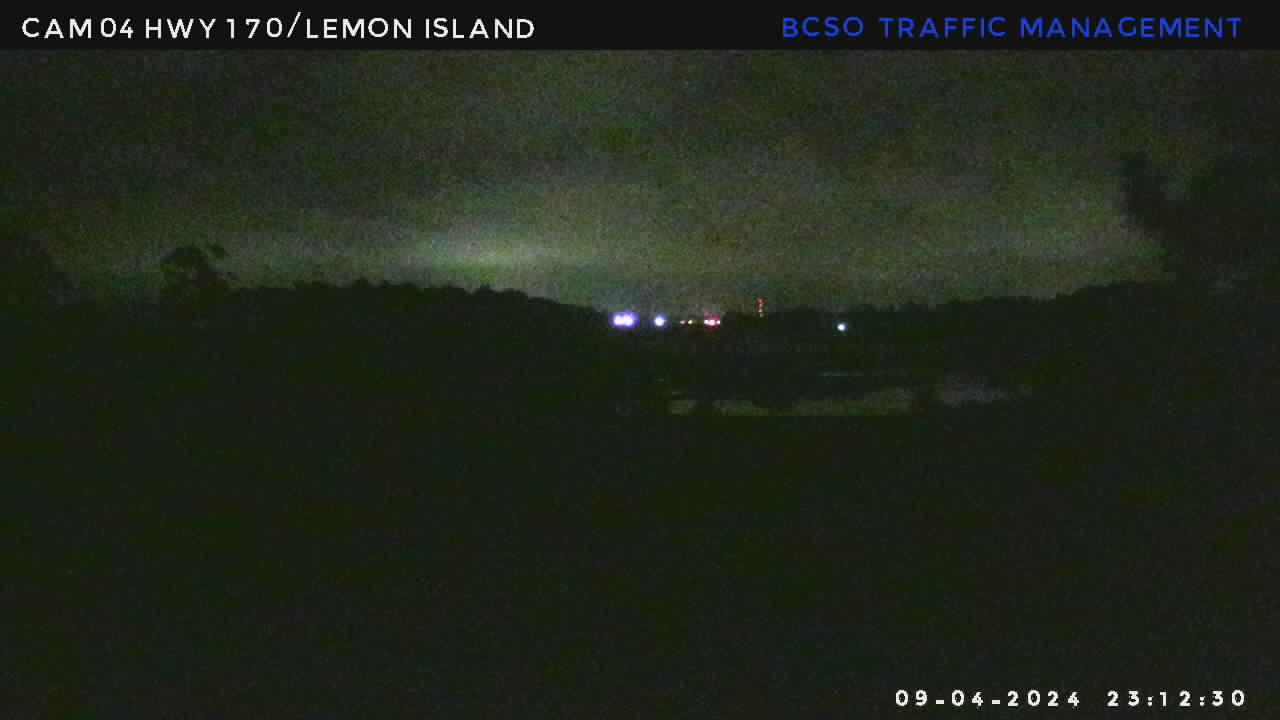 CAM04 HWY 170/LEMON ISLAND
BCSO TRAFFIC MANAGEMENT
09-04-2024 23:12:30